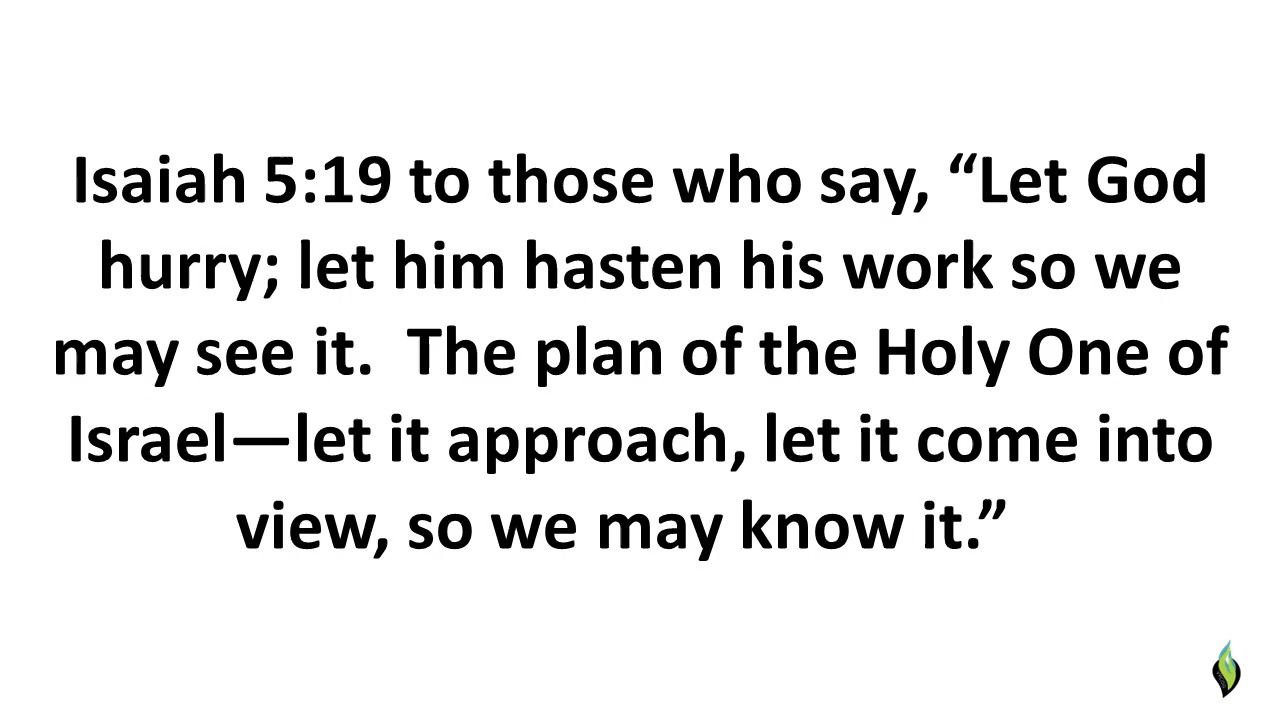 Isaiah 5:19 to those who say, “Let God
hurry; let him hasten his work so we
may see it.  The plan of the Holy One of
Israel—let it approach, let it come into
view, so we may know it.”